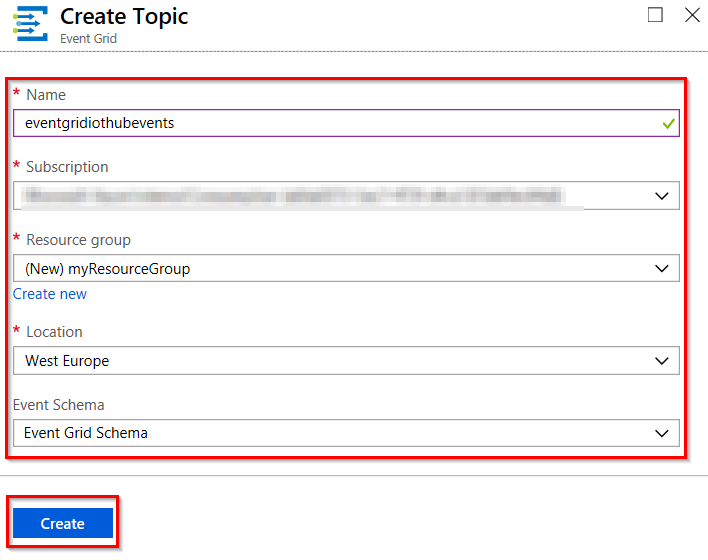 Create Topic
Event Grid
* Name
eventgridiothubevents
* Subscription
* Resource group
(New) myResourceGroup
Create new
* Location
West Europe
Event Schema
Event Grid Schema
Create